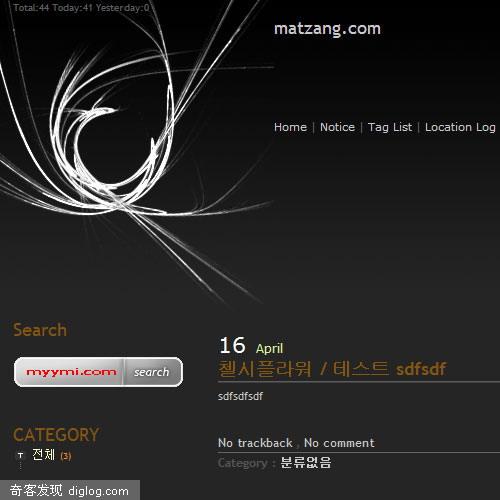 Total:44 Today:41 Yesterday:0
matzang.com
Home | Notice | Tag List | Location Log
Search
myymi.com search
16 April
첼시플라워 / 테스트 sdfsdf
sdfsdfsdf
CATEGORY
전체 (3)
No trackback , No comment
Category : 분류없음
奇客发现 diglog.com